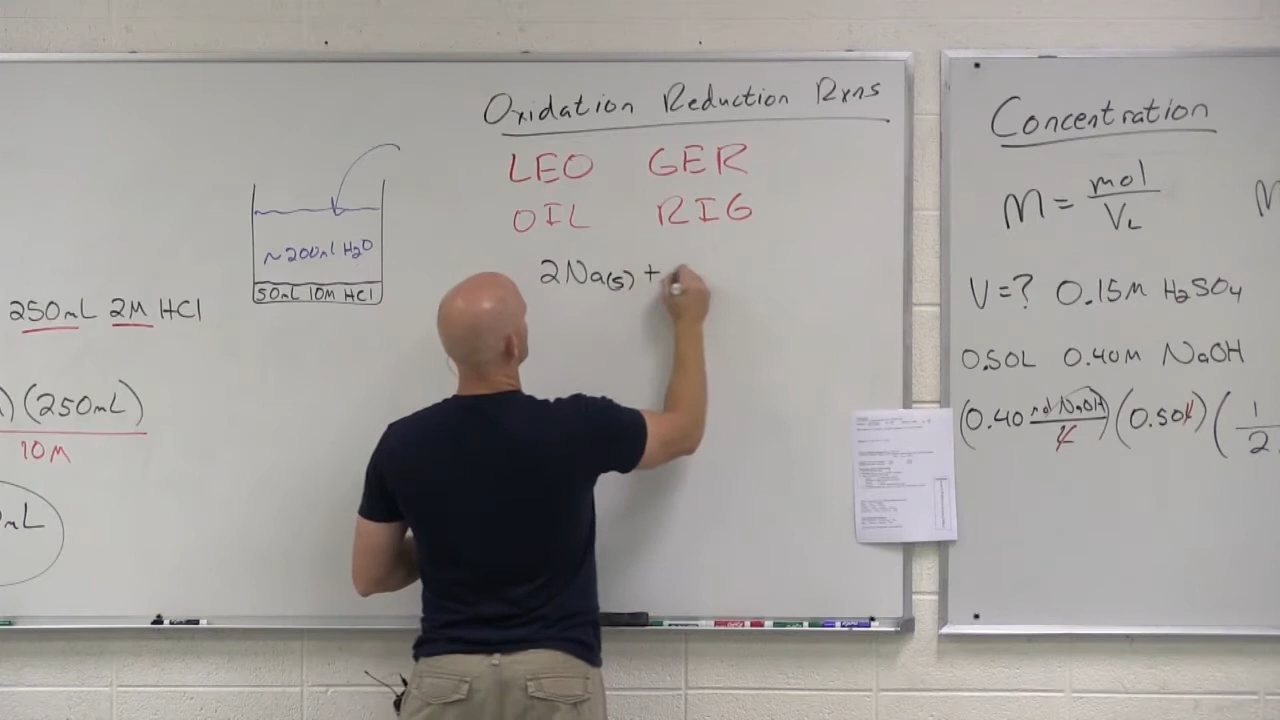 250mL 2M HCl
(250mL)
10M
mL
~200ml H2O
50mL 10M HCl
Oxidation Reduction Rxns
LEO GER
OIL RIG
2Na(s) +
Concentration
M = mol
VL
V=? 0.15M H2SO4
0.50L 0.40M NaOH
(0.40 mol NaOH/L)(0.50L)(1/2